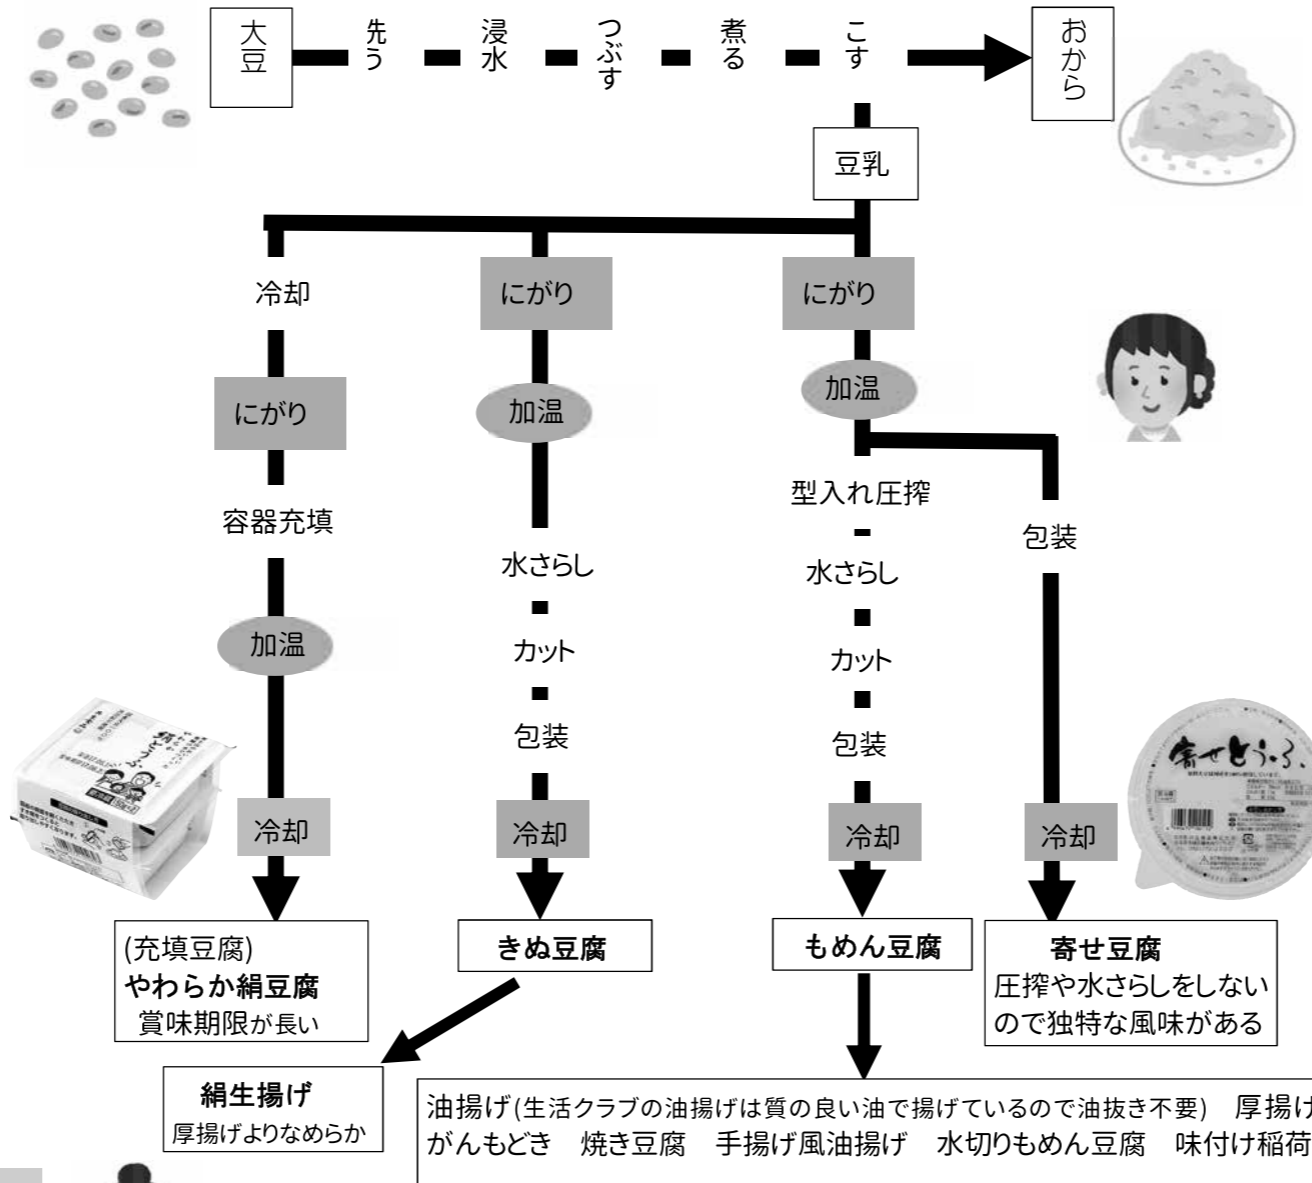 大豆
先う
浸水
つぶす
煮る
こす
おから
豆乳
冷却
にがり
容器充填
加温
冷却
(充填豆腐)
やわらか絹豆腐
賞味期限が長い
にがり
加温
水さらし
カット
包装
冷却
きぬ豆腐
絹生揚げ
厚揚げよりなめらか
にがり
加温
型入れ圧搾
水さらし
カット
包装
冷却
もめん豆腐
包装
冷却
寄せとうふ
寄せ豆腐
圧搾や水さらしをしない
ので独特な風味がある
油揚げ(生活クラブの油揚げは質の良い油で揚げているので油抜き不要) 厚揚げ
がんもどき 焼き豆腐 手揚げ風油揚げ 水切りもめん豆腐 味付け稲荷